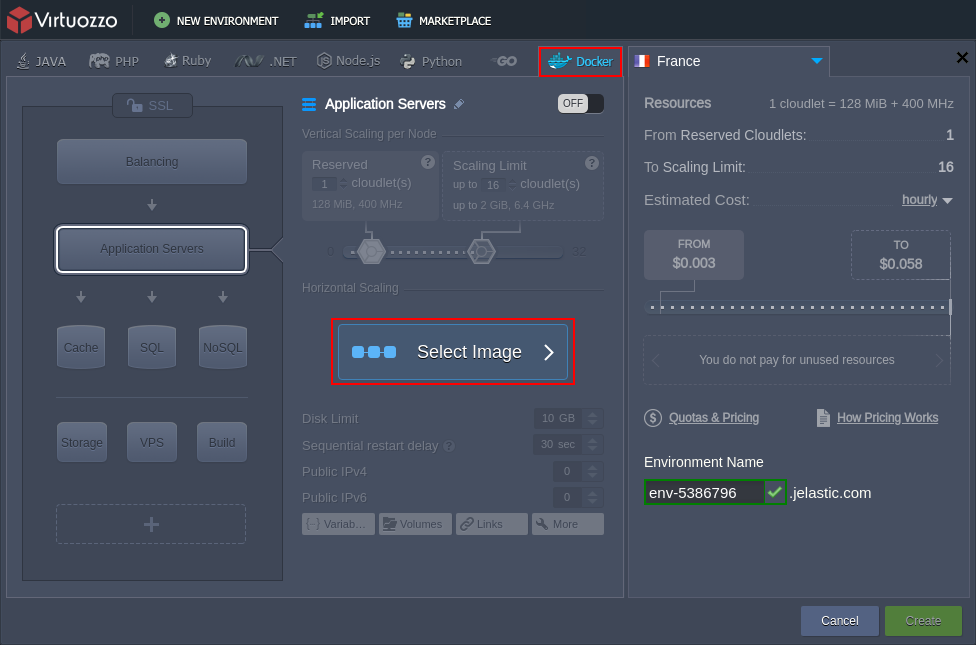 Virtuozzo
NEW ENVIRONMENT
IMPORT
MARKETPLACE
JAVA
PHP
Ruby
.NET
Node.js
Python
GO
Docker
France
SSL
Balancing
Application Servers
Cache
SQL
NoSQL
Storage
VPS
Build
Application Servers
OFF
Vertical Scaling per Node
Reserved ?
1 cloudlet(s)
128 MiB, 400 MHz
Scaling Limit ?
up to 16 cloudlet(s)
up to 2 GiB, 6.4 GHz
0
32
Horizontal Scaling
Select Image
Disk Limit 10 GB
Sequential restart delay ? 30 sec
Public IPv4 0
Public IPv6 0
Variab...
Volumes
Links
More
Resources 1 cloudlet = 128 MiB + 400 MHz
From Reserved Cloudlets: 1
To Scaling Limit: 16
Estimated Cost: hourly
FROM
$0.003
TO
$0.058
You do not pay for unused resources
$ Quotas & Pricing
How Pricing Works
Environment Name
env-5386796 .jelastic.com
Cancel
Create